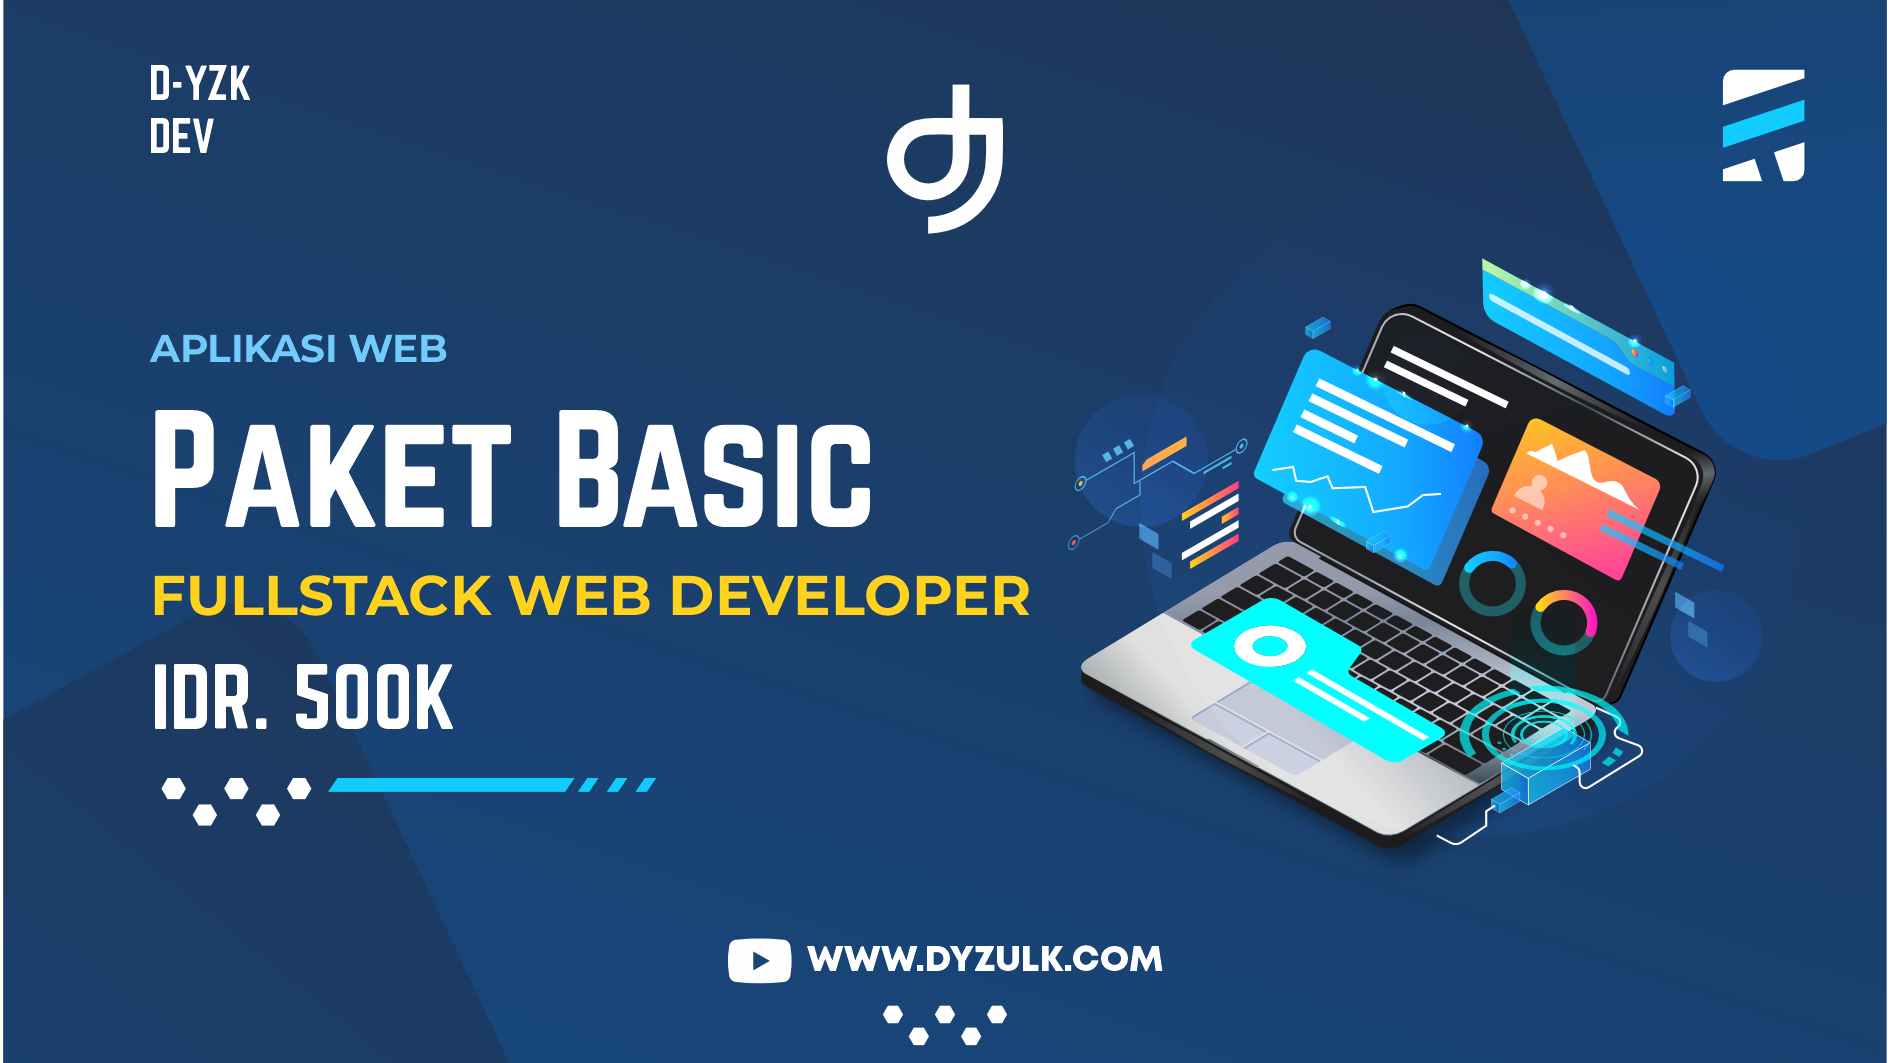 D-YZK
DEV
APLIKASI WEB
PAKET BASIC
FULLSTACK WEB DEVELOPER
IDR. 500K
WWW.DYZULK.COM